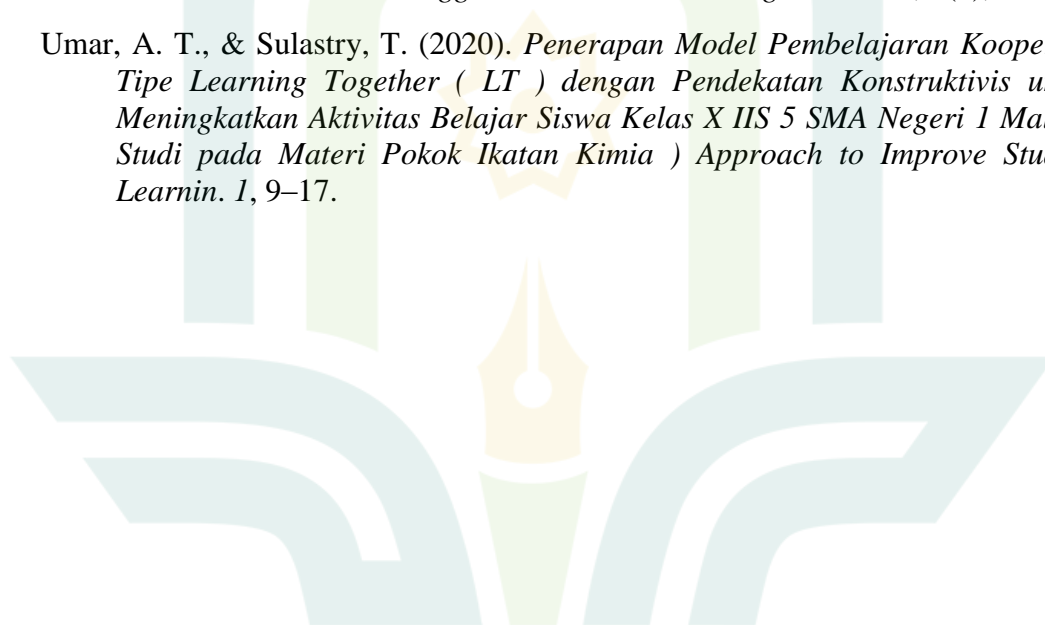 Umar, A. T., & Sulastry, T. (2020). Penerapan Model Pembelajaran Koope
Tipe Learning Together ( LT ) dengan Pendekatan Konstruktivis u
Meningkatkan Aktivitas Belajar Siswa Kelas X IIS 5 SMA Negeri 1 Ma
Studi pada Materi Pokok Ikatan Kimia ) Approach to Improve Stu
Learnin. 1, 9–17.